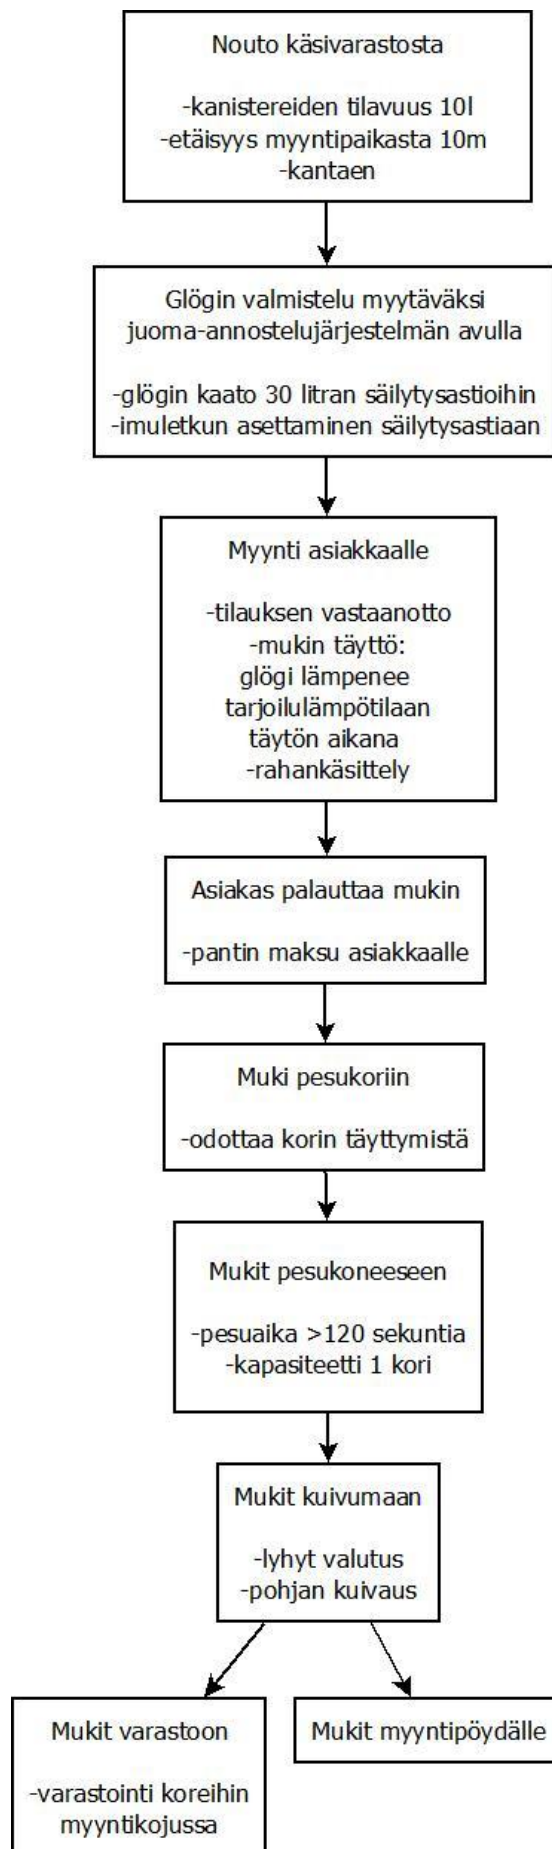 Nouto käsivarastosta
-kanistereiden tilavuus 10l
-etäisyys myyntipaikasta 10m
-kantaen
Glögin valmistelu myytäväksi
juoma-annostelujärjestelmän avulla
-glögin kaato 30 litran säilytysastioihin
-imuletkun asettaminen säilytysastiaan
Myynti asiakkaalle
-tilauksen vastaanotto
-mukin täyttö:
glögi lämpenee
tarjoilulämpötilaan
täytön aikana
-rahankäsittely
Asiakas palauttaa mukin
-pantin maksu asiakkaalle
Muki pesukoriin
-odottaa korin täyttymistä
Mukit pesukoneeseen
-pesuaika >120 sekuntia
-kapasiteetti 1 kori
Mukit kuivumaan
-lyhyt valutus
-pohjan kuivaus
Mukit varastoon
-varastointi koreihin
myyntikojussa
Mukit myyntipöydälle